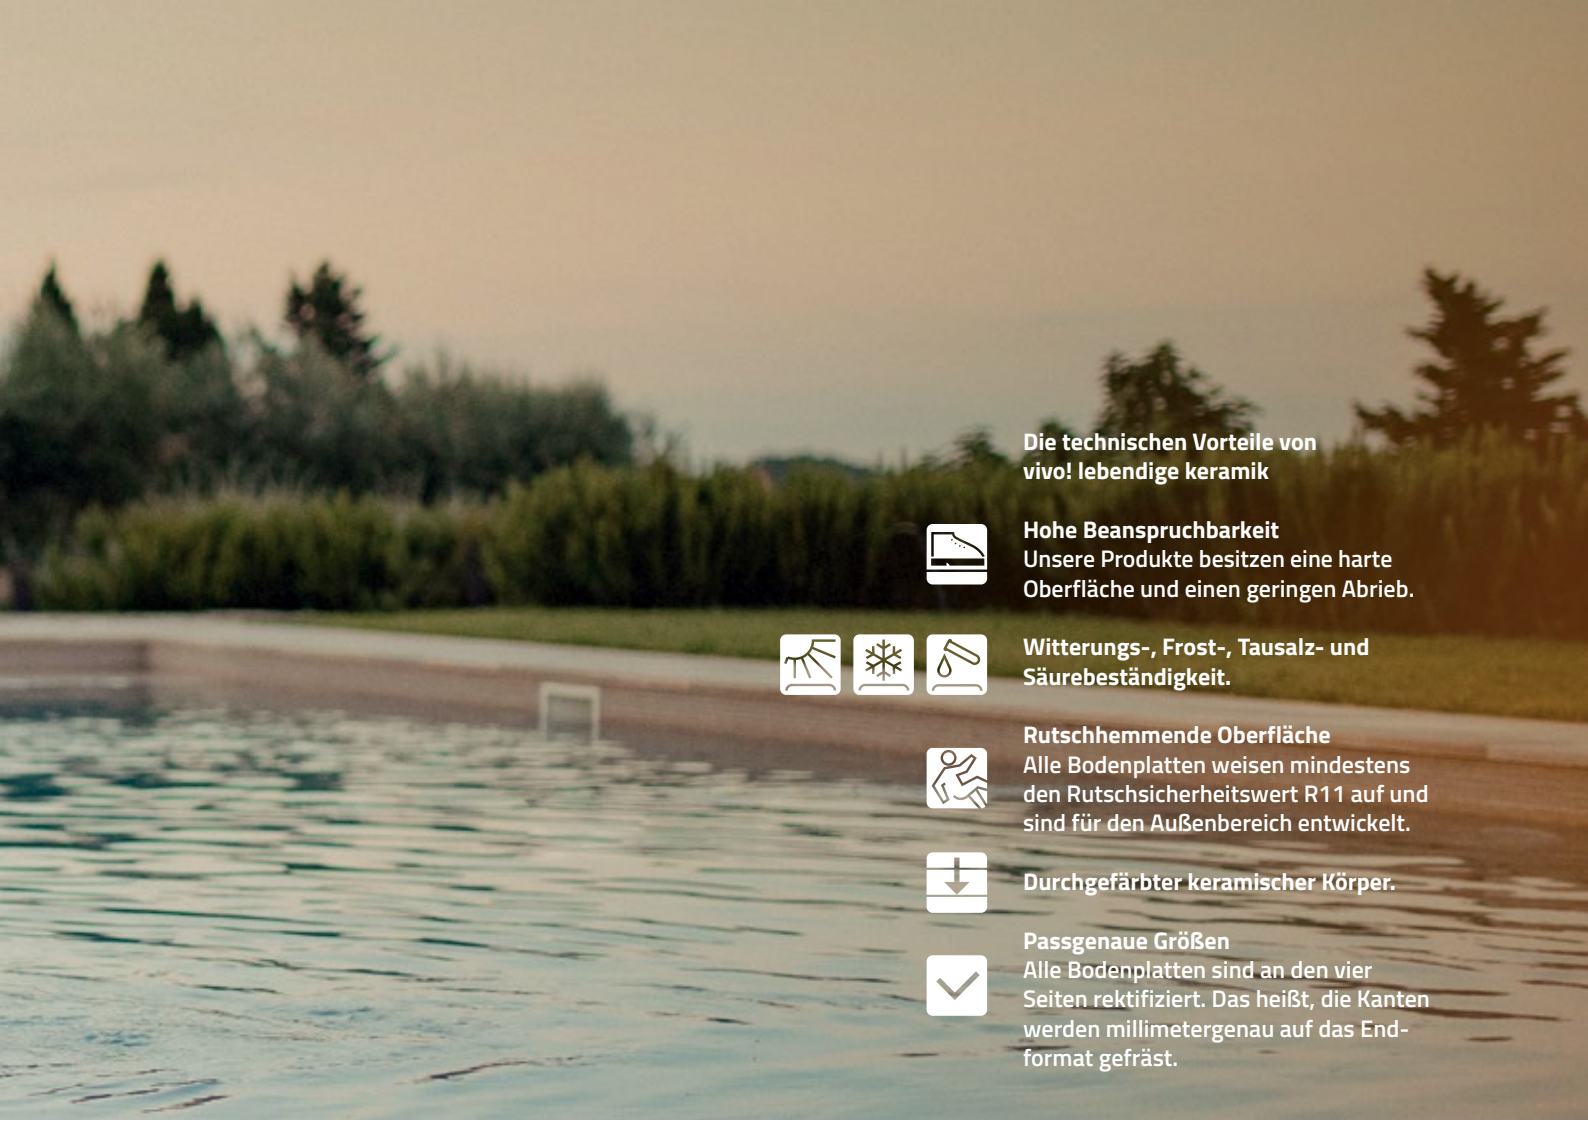 Die technischen Vorteile von
vivo! lebendige keramik
Hohe Beanspruchbarkeit
Unsere Produkte besitzen eine harte
Oberfläche und einen geringen Abrieb.
Witterungs-, Frost-, Tausalz- und
Säurebeständigkeit.
Rutschhemmende Oberfläche
Alle Bodenplatten weisen mindestens
den Rutschsicherheitswert R11 auf und
sind für den Außenbereich entwickelt.
Durchgefärbter keramischer Körper.
Passgenaue Größen
Alle Bodenplatten sind an den vier
Seiten rektifiziert. Das heißt, die Kanten
werden millimetergenau auf das End-
format gefräst.